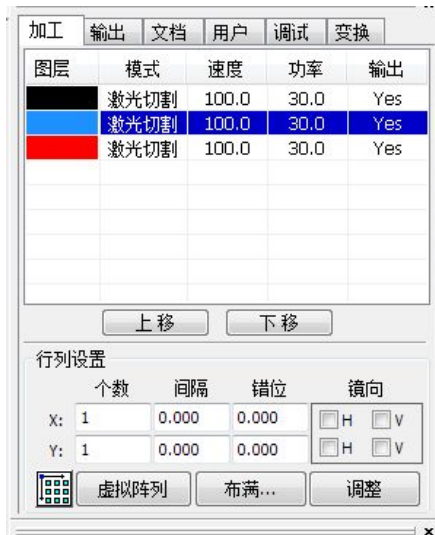 加工 输出 文档 用户 调试 变换
图层 模式 速度 功率 输出
激光切割 100.0 30.0 Yes
激光切割 100.0 30.0 Yes
激光切割 100.0 30.0 Yes
上移 下移
行列设置
个数 间隔 错位 镜向
X: 1 0.000 0.000 H V
Y: 1 0.000 0.000 H V
虚拟阵列 布满... 调整